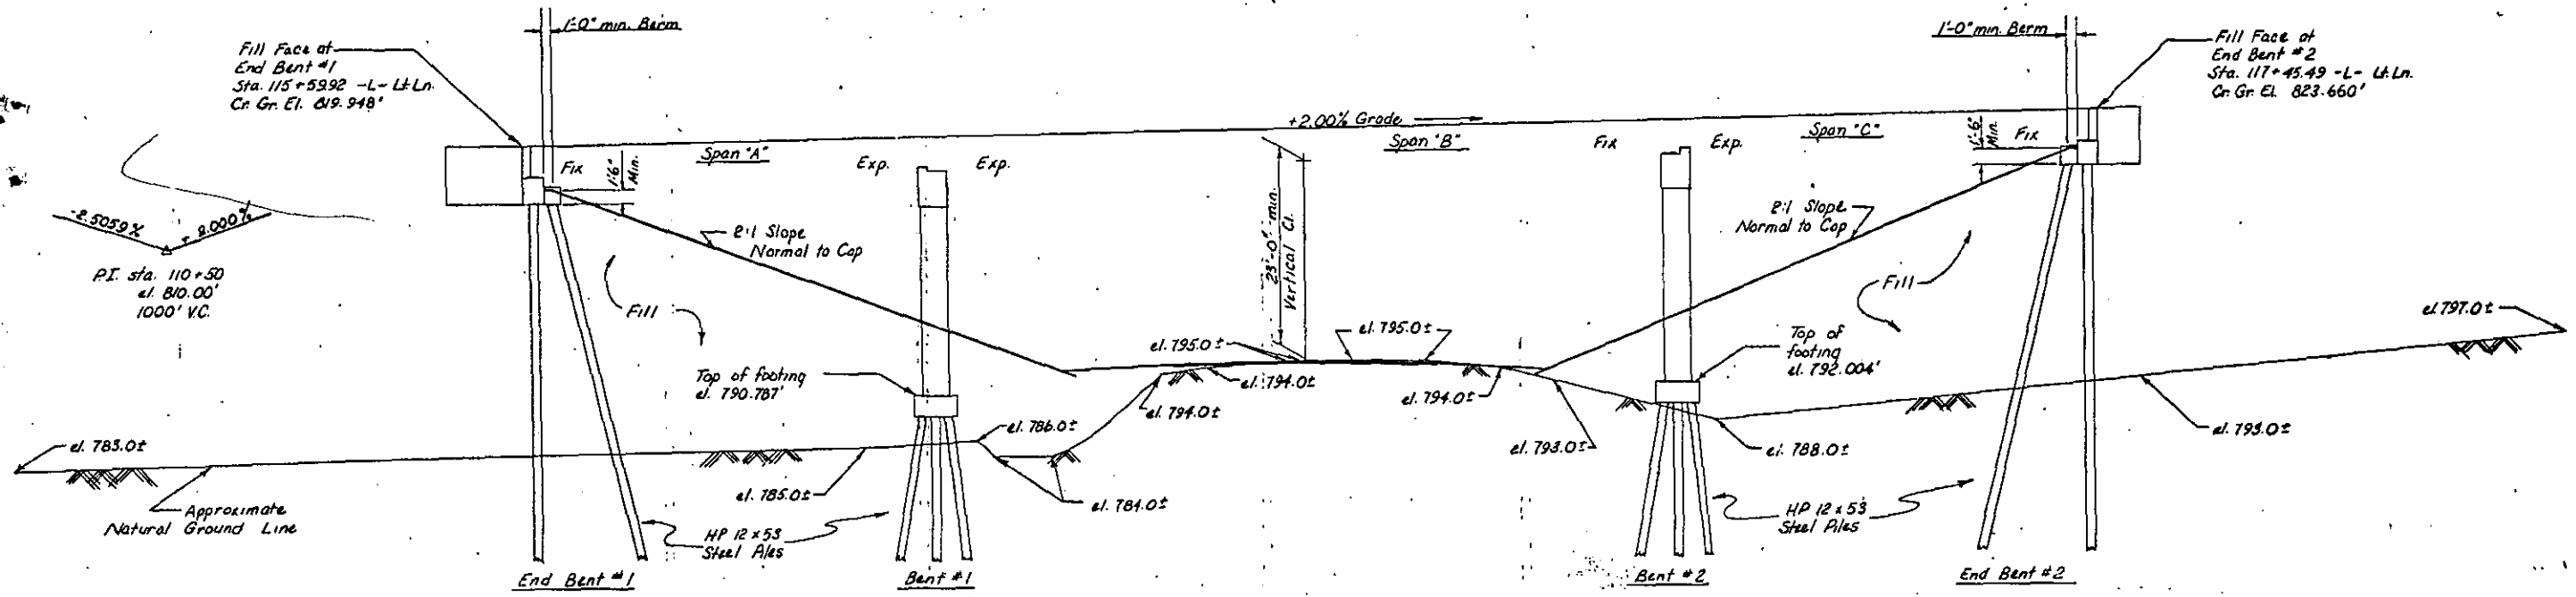 1'-0" min. Berm
1'-0" min. Berm
Fill Face at
End Bent #1
Sta. 115+59.92 -L- Lt. Ln.
Cr. Gr. El. 819.948'
Fill Face at
End Bent #2
Sta. 117+45.49 -L- Lt. Ln.
Cr. Gr. El. 823.660'
+2.00% Grade
Span "A"
Span "B"
Span "C"
Fix
1'-6"
Min.
Exp.
Exp.
Fix
Exp.
1'-6"
Min.
Fix
-2.5059%
+2.000%
P.I. sta. 110+50
el. 810.00'
1000' V.C.
2:1 Slope
Normal to Cap
2:1 Slope
Normal to Cap
23'-0" min.
Vertical Cl.
Fill
Fill
Top of footing
el. 790.787'
Top of
footing
el. 792.004'
el. 795.0±
el. 795.0±
el. 797.0±
el. 794.0±
el. 794.0±
el. 794.0±
el. 783.0±
el. 786.0±
el. 785.0±
el. 784.0±
el. 793.0±
el. 788.0±
el. 793.0±
Approximate
Natural Ground Line
HP 12 x 53
Steel Piles
HP 12 x 53
Steel Piles
End Bent #1
Bent #1
Bent #2
End Bent #2